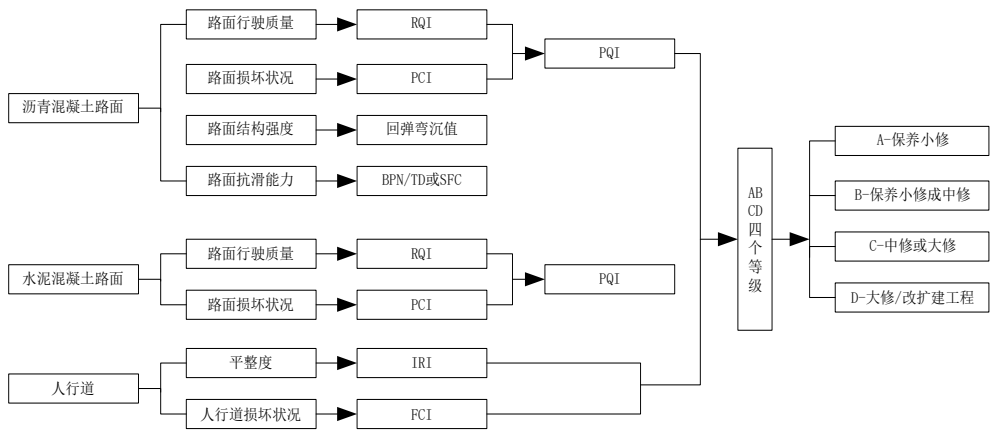 路面行驶质量
RQI
PQI
路面损坏状况
PCI
沥青混凝土路面
路面结构强度
回弹弯沉值
路面抗滑能力
BPN/TD或SFC
水泥混凝土路面
路面行驶质量
RQI
PQI
路面损坏状况
PCI
人行道
平整度
IRI
人行道损坏状况
FCI
AB
CD
四
个
等
级
A-保养小修
B-保养小修成中修
C-中修或大修
D-大修/改扩建工程